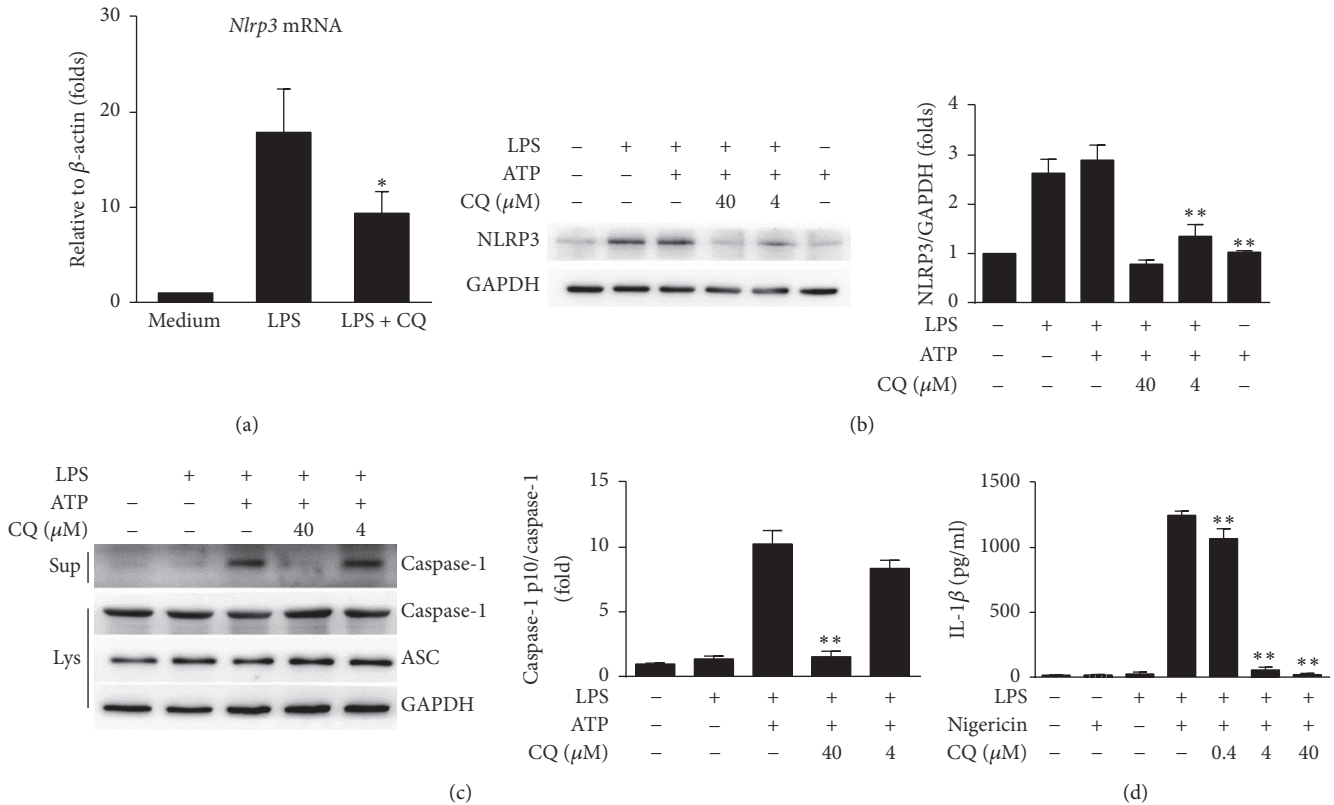 Nlrp3 mRNA
Relative to β-actin (folds)
30
20
10
0
*
Medium LPS LPS + CQ
(a)
LPS − + + + + −
ATP − − + + + +
CQ (μM) − − − 40 4 −
NLRP3
GAPDH
NLRP3/GAPDH (folds)
4
3
2
1
0
** **
LPS − + + + + −
ATP − − + + + +
CQ (μM) − − − 40 4 −
(b)
LPS − + + + +
ATP − − + + +
CQ (μM) − − − 40 4
Sup Caspase-1
Lys Caspase-1
ASC
GAPDH
Caspase-1 p10/caspase-1
(fold)
15
10
5
0
**
LPS − + + + +
ATP − − + + +
CQ (μM) − − − 40 4
(c)
IL-1β (pg/ml)
1500
1000
500
0
** ** **
LPS − − + + + + +
Nigericin − + − + + + +
CQ (μM) − − − − 0.4 4 40
(d)